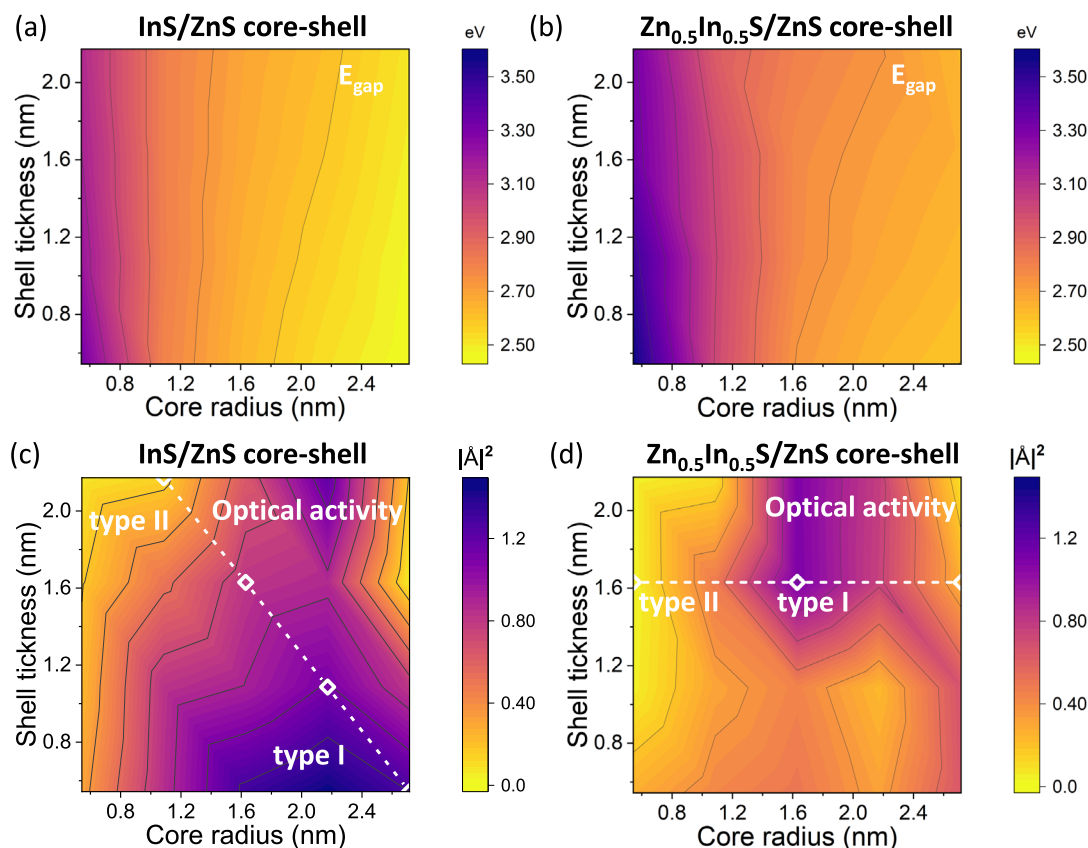 (a) InS/ZnS core-shell
eV
E_gap
Shell tickness (nm)
2.0
1.6
1.2
0.8
0.8 1.2 1.6 2.0 2.4
Core radius (nm)
3.50
3.30
3.10
2.90
2.70
2.50
(b) Zn₀.₅In₀.₅S/ZnS core-shell
eV
E_gap
Shell tickness (nm)
2.0
1.6
1.2
0.8
0.8 1.2 1.6 2.0 2.4
Core radius (nm)
3.50
3.30
3.10
2.90
2.70
2.50
(c) InS/ZnS core-shell
|Å|²
type II Optical activity
type I
Shell tickness (nm)
2.0
1.6
1.2
0.8
0.8 1.2 1.6 2.0 2.4
Core radius (nm)
1.2
0.80
0.40
0.0
(d) Zn₀.₅In₀.₅S/ZnS core-shell
|Å|²
Optical activity
type II type I
Shell tickness (nm)
2.0
1.6
1.2
0.8
0.8 1.2 1.6 2.0 2.4
Core radius (nm)
1.2
0.80
0.40
0.0